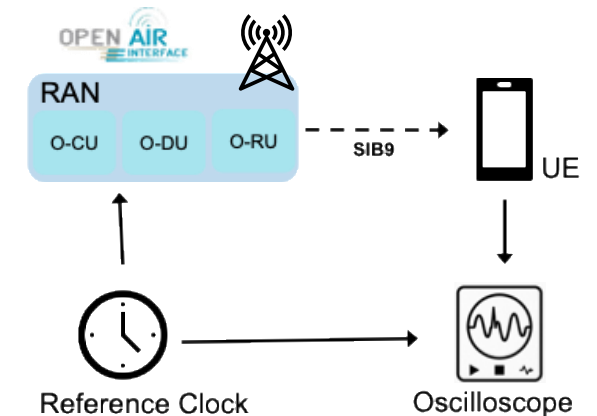 OPEN AIR
INTERFACE
RAN
O-CU O-DU O-RU
SIB9
UE
Reference Clock
Oscilloscope